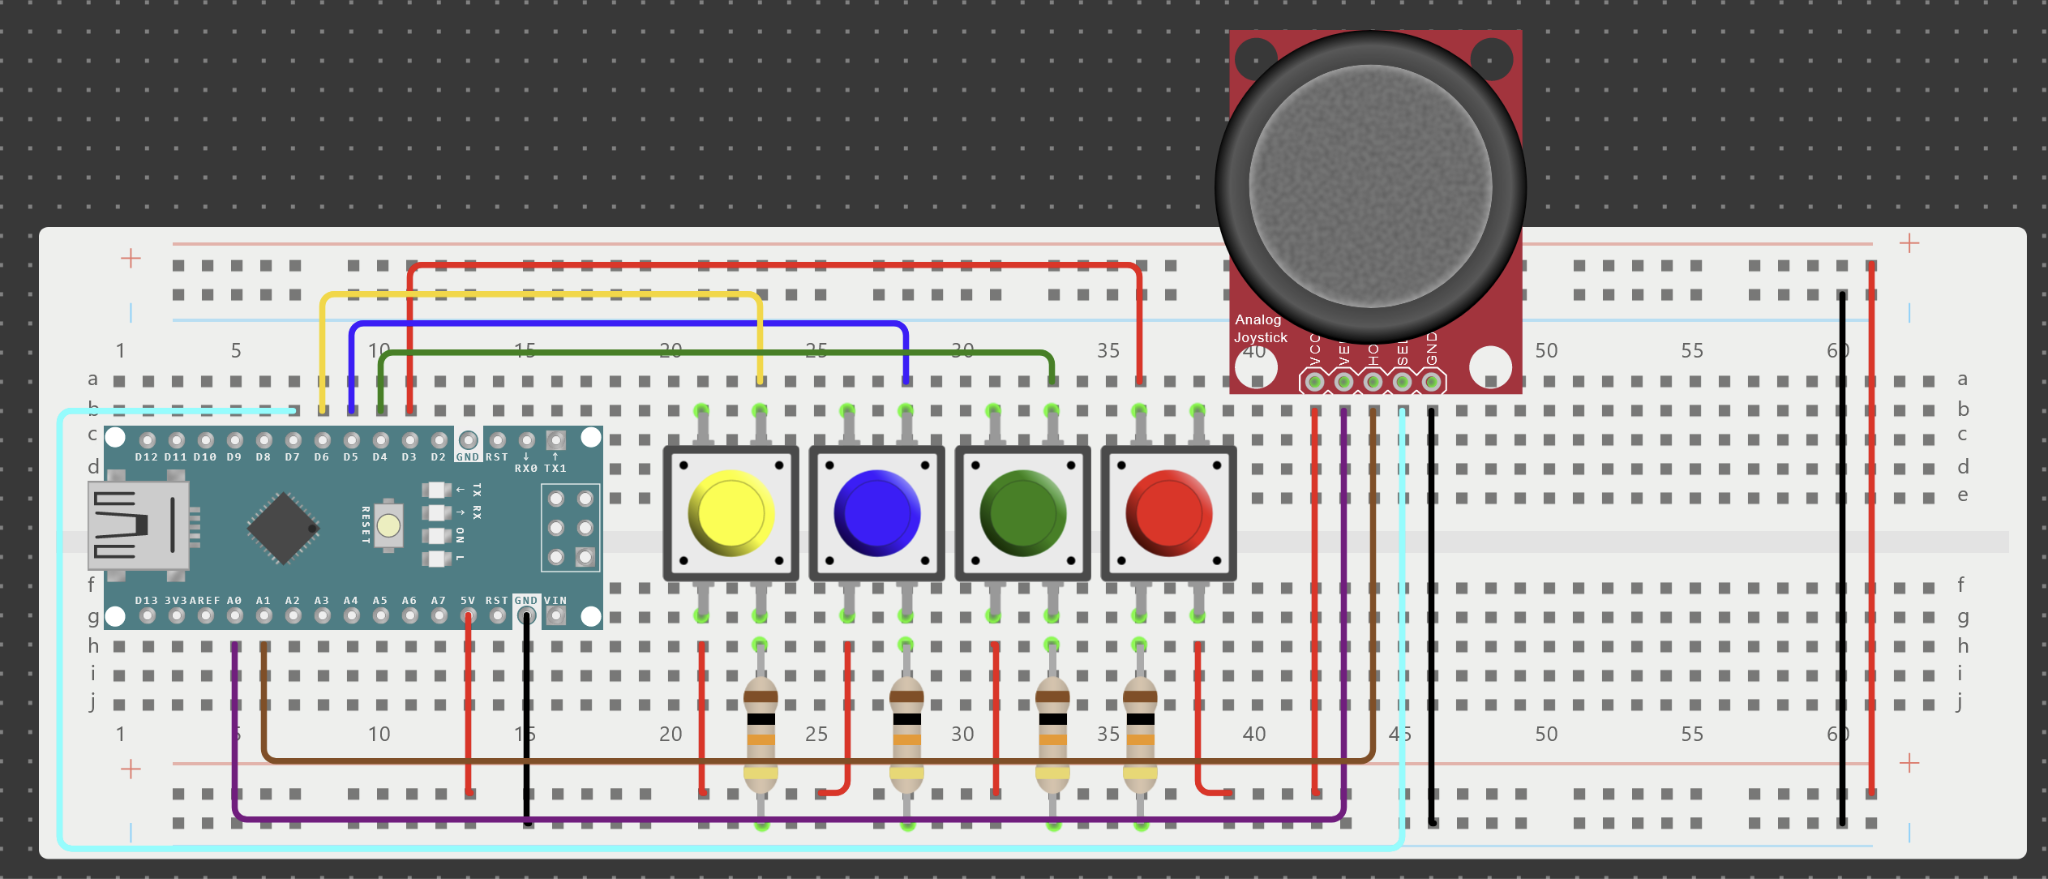 Analog
Joystick
VCC
HO
SEL
GND
1 5 10 15 20 25 30 35 40 50 55 60
a a
b b
c c
D12 D11 D10 D9 D8 D7 D6 D5 D4 D3 D2 GND RST ↓ ↑
RX0 TX1
d d
e
← TX
→ RX
ON
L
RESET
f f
D13 3V3 AREF A0 A1 A2 A3 A4 A5 A6 A7 5V RST GND VIN
g g
h h
i i
j j
1 5 10 15 20 25 30 35 40 45 50 55 60